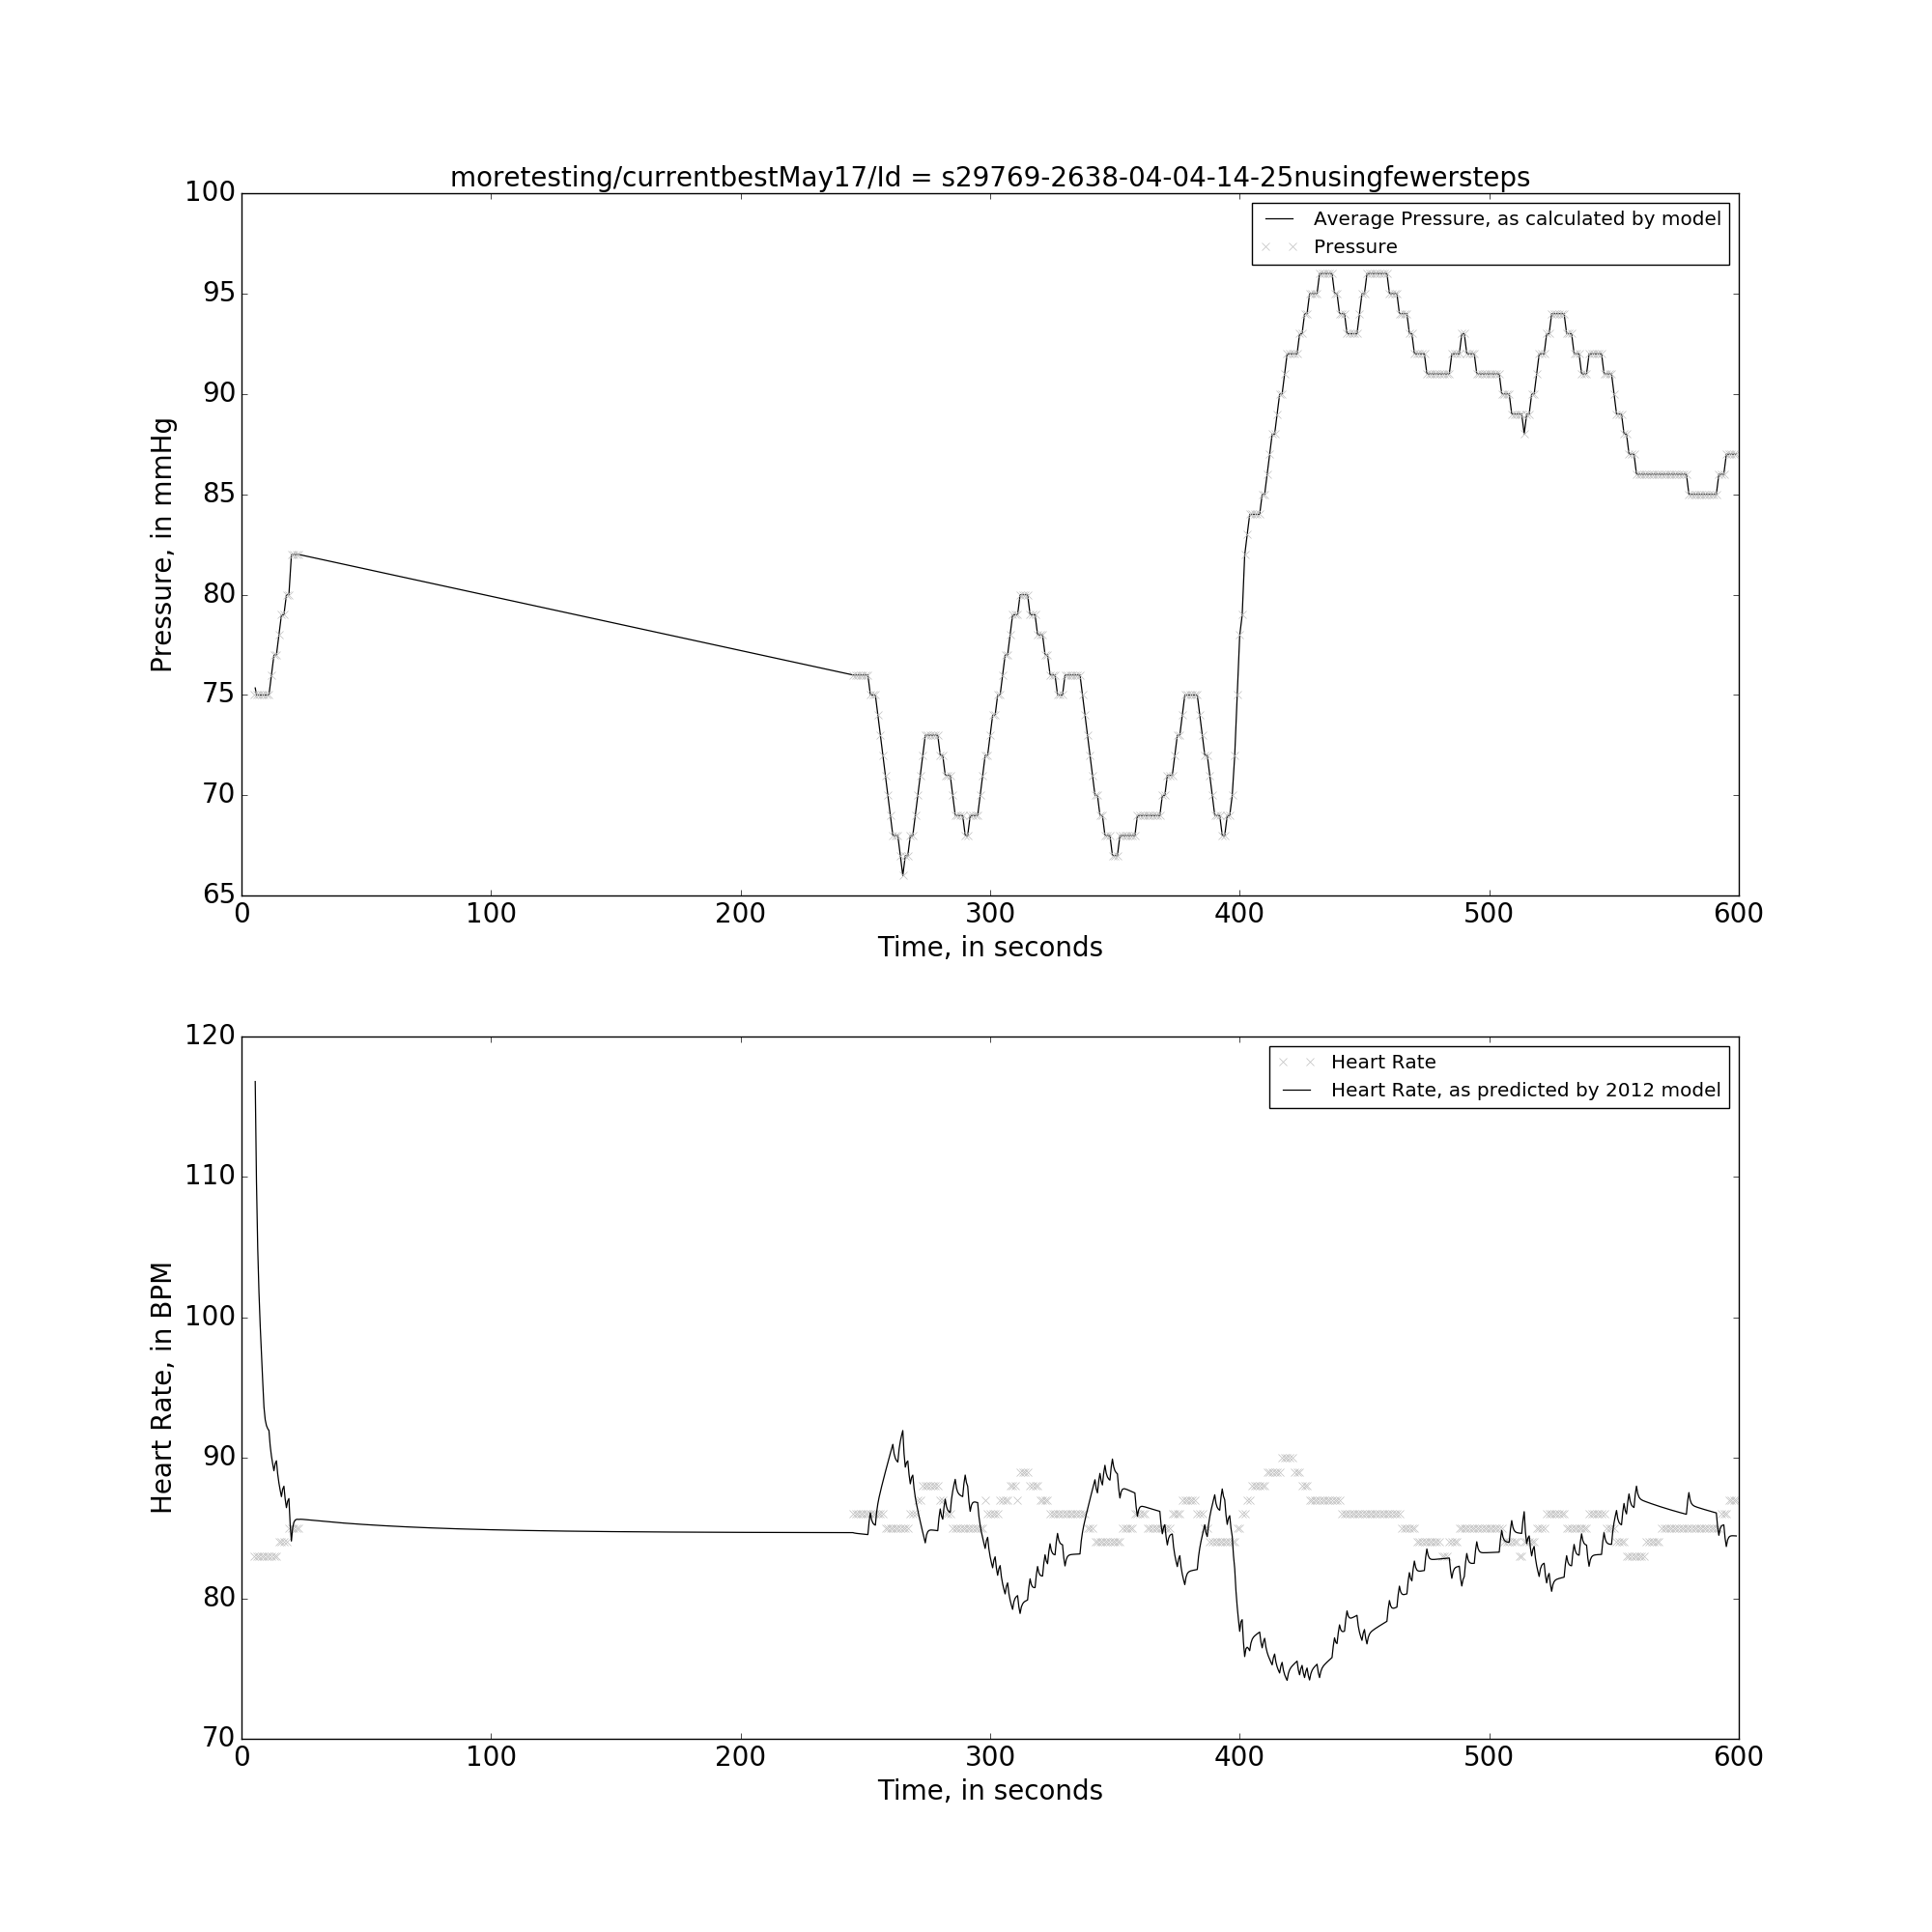 moretesting/currentbestMay17/Id = s29769-2638-04-04-14-25nusingfewersteps
100
95
90
85
80
75
70
65
Pressure, in mmHg
Average Pressure, as calculated by model
Pressure
0 100 200 300 400 500 600
Time, in seconds
120
110
100
90
80
70
Heart Rate, in BPM
Heart Rate
Heart Rate, as predicted by 2012 model
0 100 200 300 400 500 600
Time, in seconds